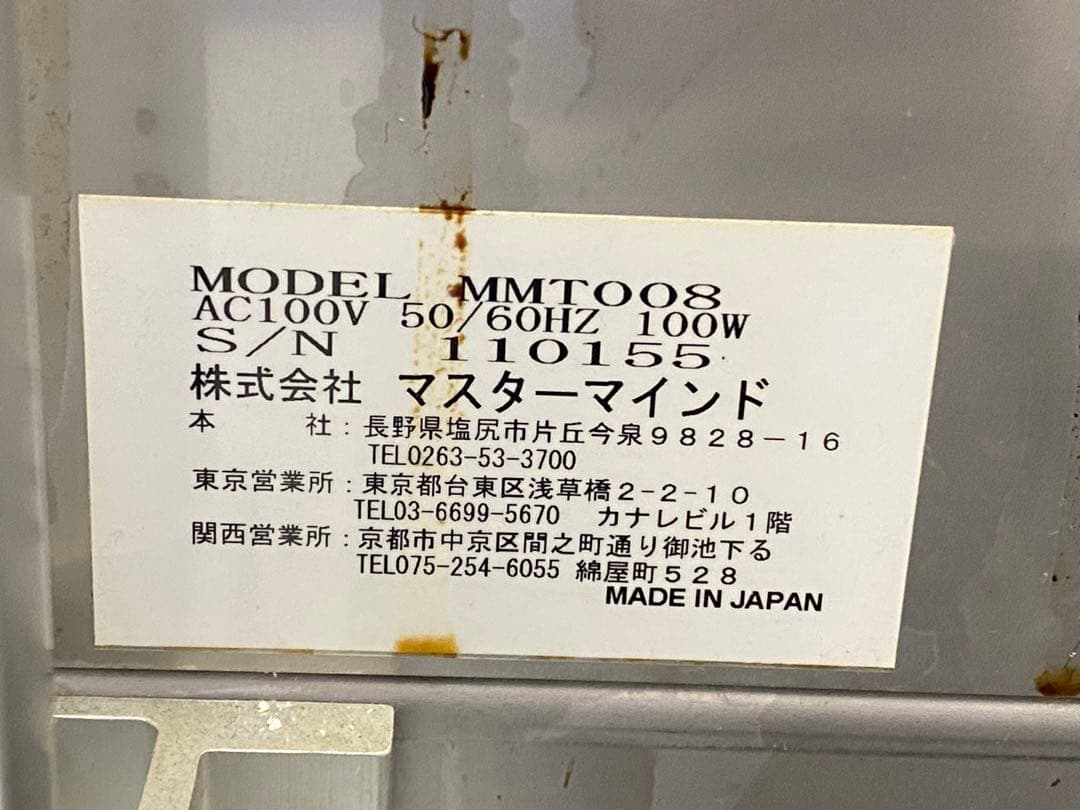 MODEL MMT008
AC100V 50/60HZ 100W
S/N 110155
株式会社 マスターマインド
本 社：長野県塩尻市片丘今泉９８２８－１６
TEL0263-53-3700
東京営業所：東京都台東区浅草橋２-２-１０
TEL03-6699-5670 カナレビル１階
関西営業所：京都市中京区間之町通り御池下る
TEL075-254-6055 綿屋町５２８
MADE IN JAPAN